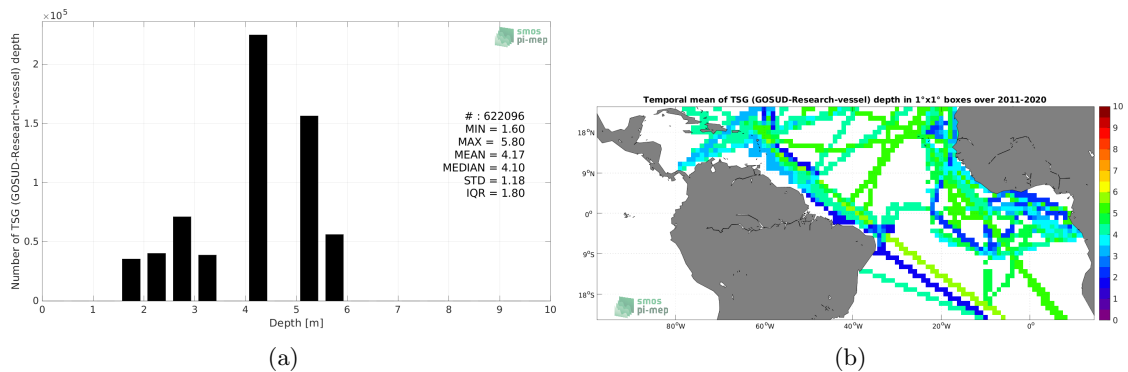 ×10⁵
smos
pi-mep
Number of TSG (GOSUD-Research-vessel) depth
2
1.5
1
0.5
0
# : 622096
MIN = 1.60
MAX = 5.80
MEAN = 4.17
MEDIAN = 4.10
STD = 1.18
IQR = 1.80
0 1 2 3 4 5 6 7 8 9 10
Depth [m]
(a)
Temporal mean of TSG (GOSUD-Research-vessel) depth in 1°x1° boxes over 2011-2020
18°N
9°N
0°
9°S
18°S
smos
pi-mep
80°W 60°W 40°W 20°W 0°
10
9
8
7
6
5
4
3
2
1
0
(b)